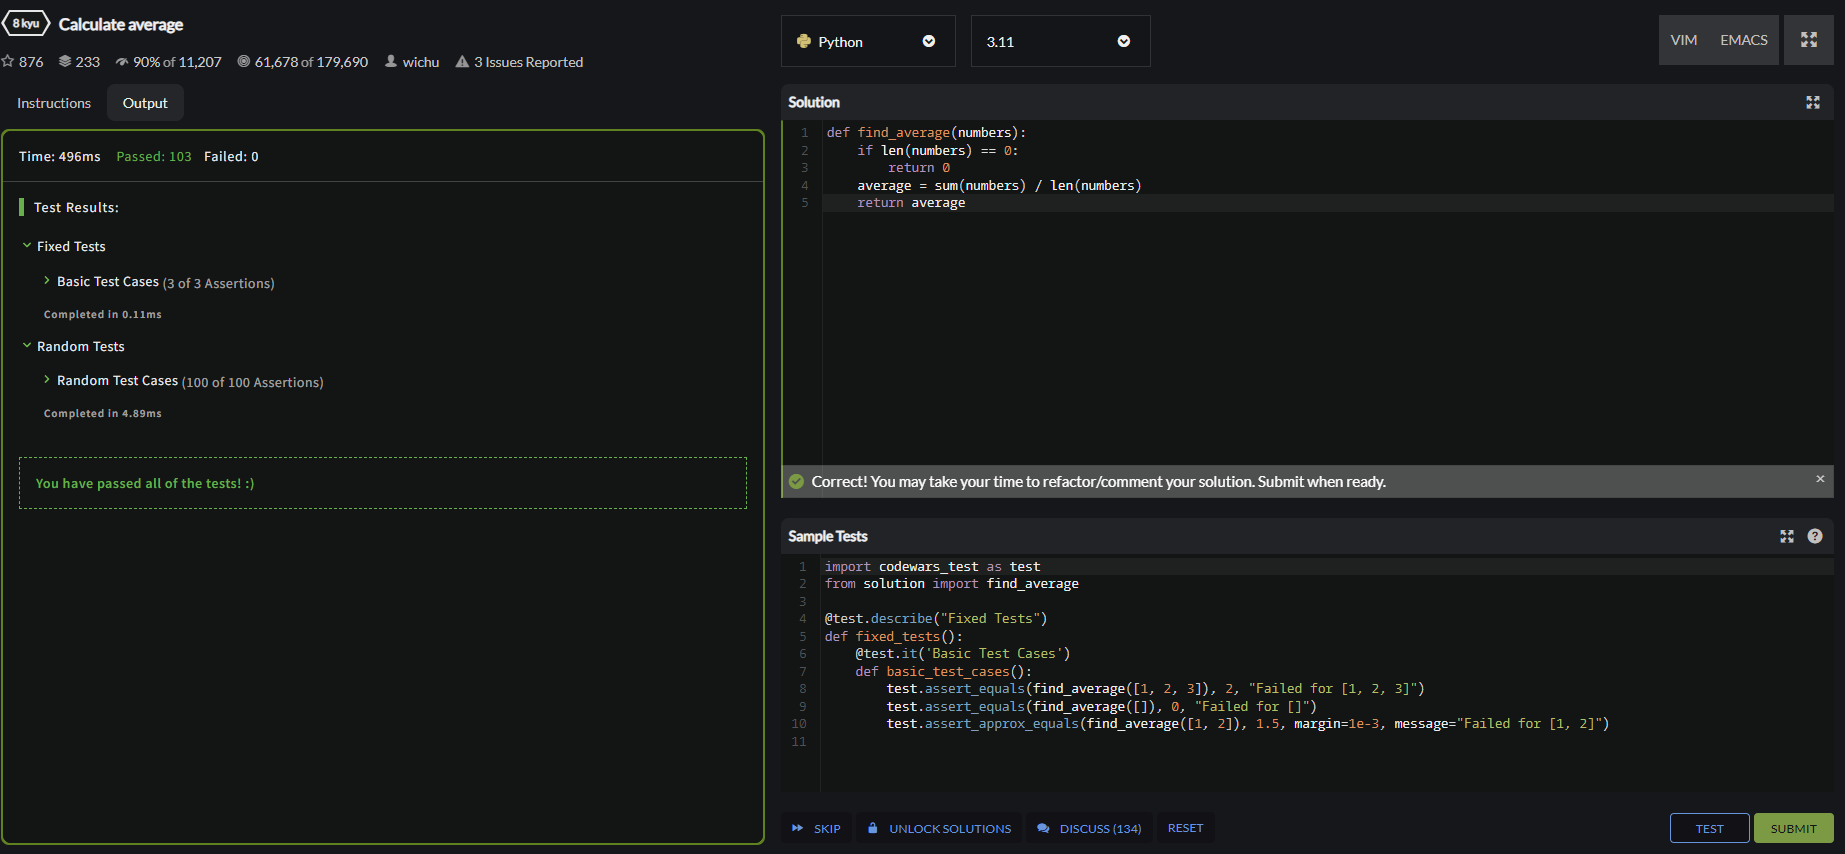 8 kyu Calculate average
876 233 90% of 11,207 61,678 of 179,690 wichu 3 Issues Reported
Instructions Output
Time: 496ms Passed: 103 Failed: 0
Test Results:
Fixed Tests
Basic Test Cases (3 of 3 Assertions)
Completed in 0.11ms
Random Tests
Random Test Cases (100 of 100 Assertions)
Completed in 4.89ms
You have passed all of the tests! :)
Python 3.11 VIM EMACS
Solution
1 def find_average(numbers):
2     if len(numbers) == 0:
3         return 0
4     average = sum(numbers) / len(numbers)
5     return average
Correct! You may take your time to refactor/comment your solution. Submit when ready. ×
Sample Tests ?
1 import codewars_test as test
2 from solution import find_average
3
4 @test.describe("Fixed Tests")
5 def fixed_tests():
6     @test.it('Basic Test Cases')
7     def basic_test_cases():
8         test.assert_equals(find_average([1, 2, 3]), 2, "Failed for [1, 2, 3]")
9         test.assert_equals(find_average([]), 0, "Failed for []")
10         test.assert_approx_equals(find_average([1, 2]), 1.5, margin=1e-3, message="Failed for [1, 2]")
11
SKIP UNLOCK SOLUTIONS DISCUSS (134) RESET TEST SUBMIT